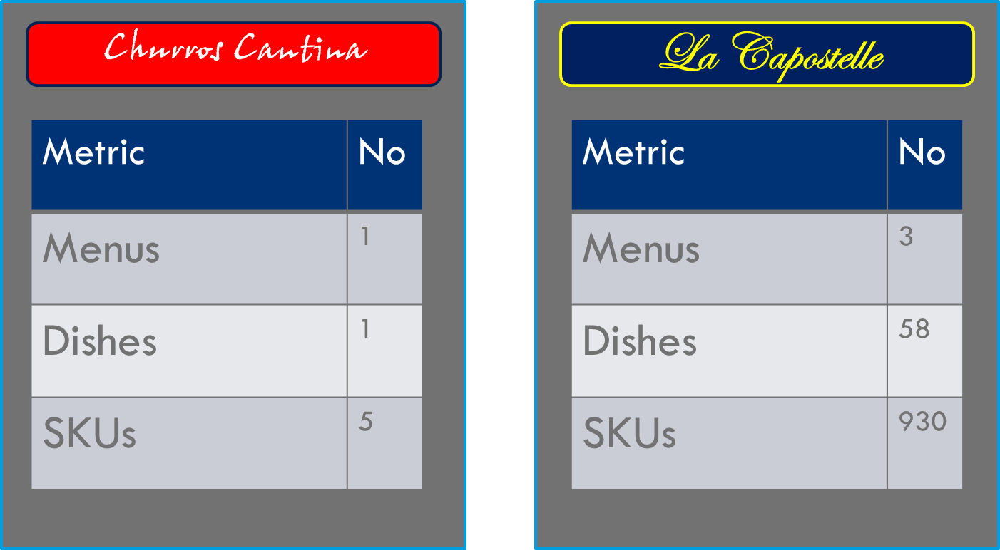 Churros Cantina
Metric No
Menus 1
Dishes 1
SKUs 5
La Capostelle
Metric No
Menus 3
Dishes 58
SKUs 930